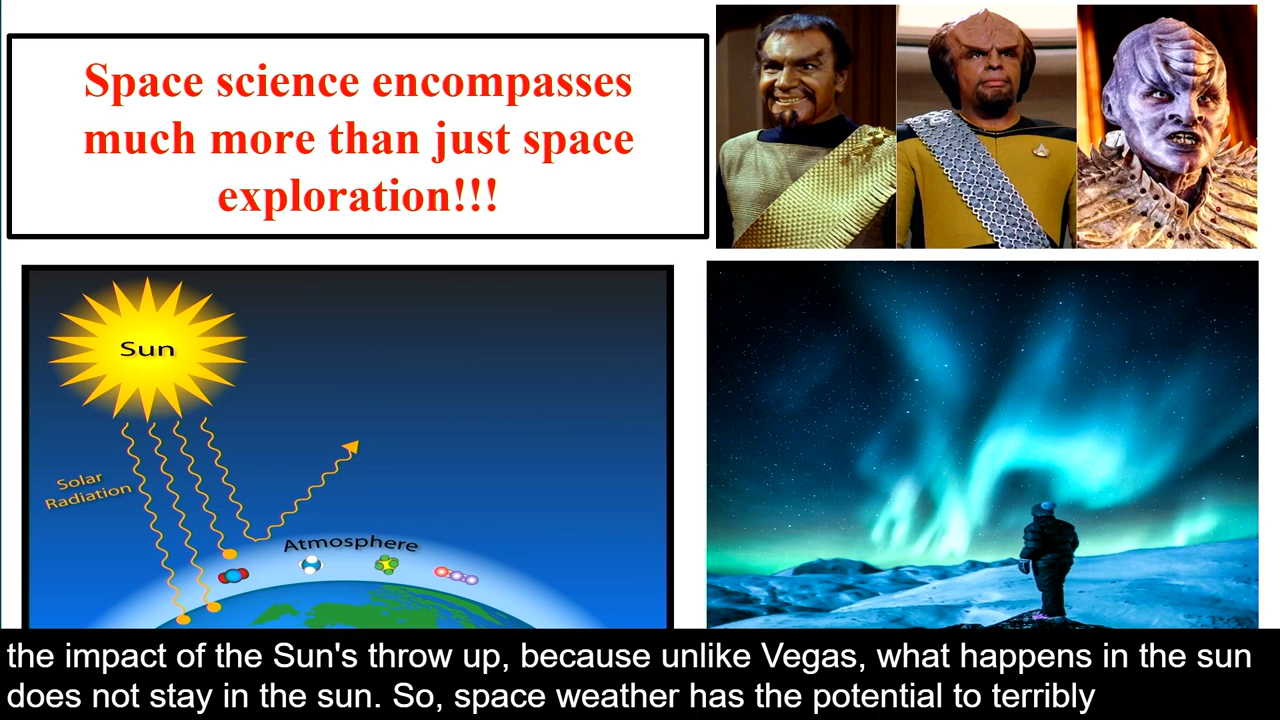 Space science encompasses
much more than just space
exploration!!!
Sun
Solar
Radiation
Atmosphere
the impact of the Sun's throw up, because unlike Vegas, what happens in the sun
does not stay in the sun. So, space weather has the potential to terribly